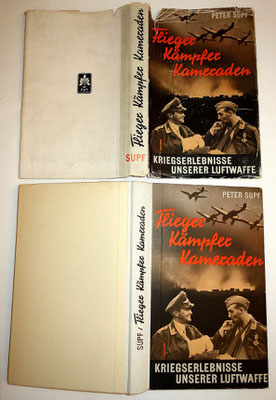 PETER SUPF
Flieger
Kämpfer
Kameraden
KRIEGSERLEBNISSE
UNSERER LUFTWAFFE
SUPF Flieger Kämpfer Kameraden
PETER SUPF
Flieger
Kämpfer
Kameraden
KRIEGSERLEBNISSE
UNSERER LUFTWAFFE
SUPF / Flieger Kämpfer Kameraden